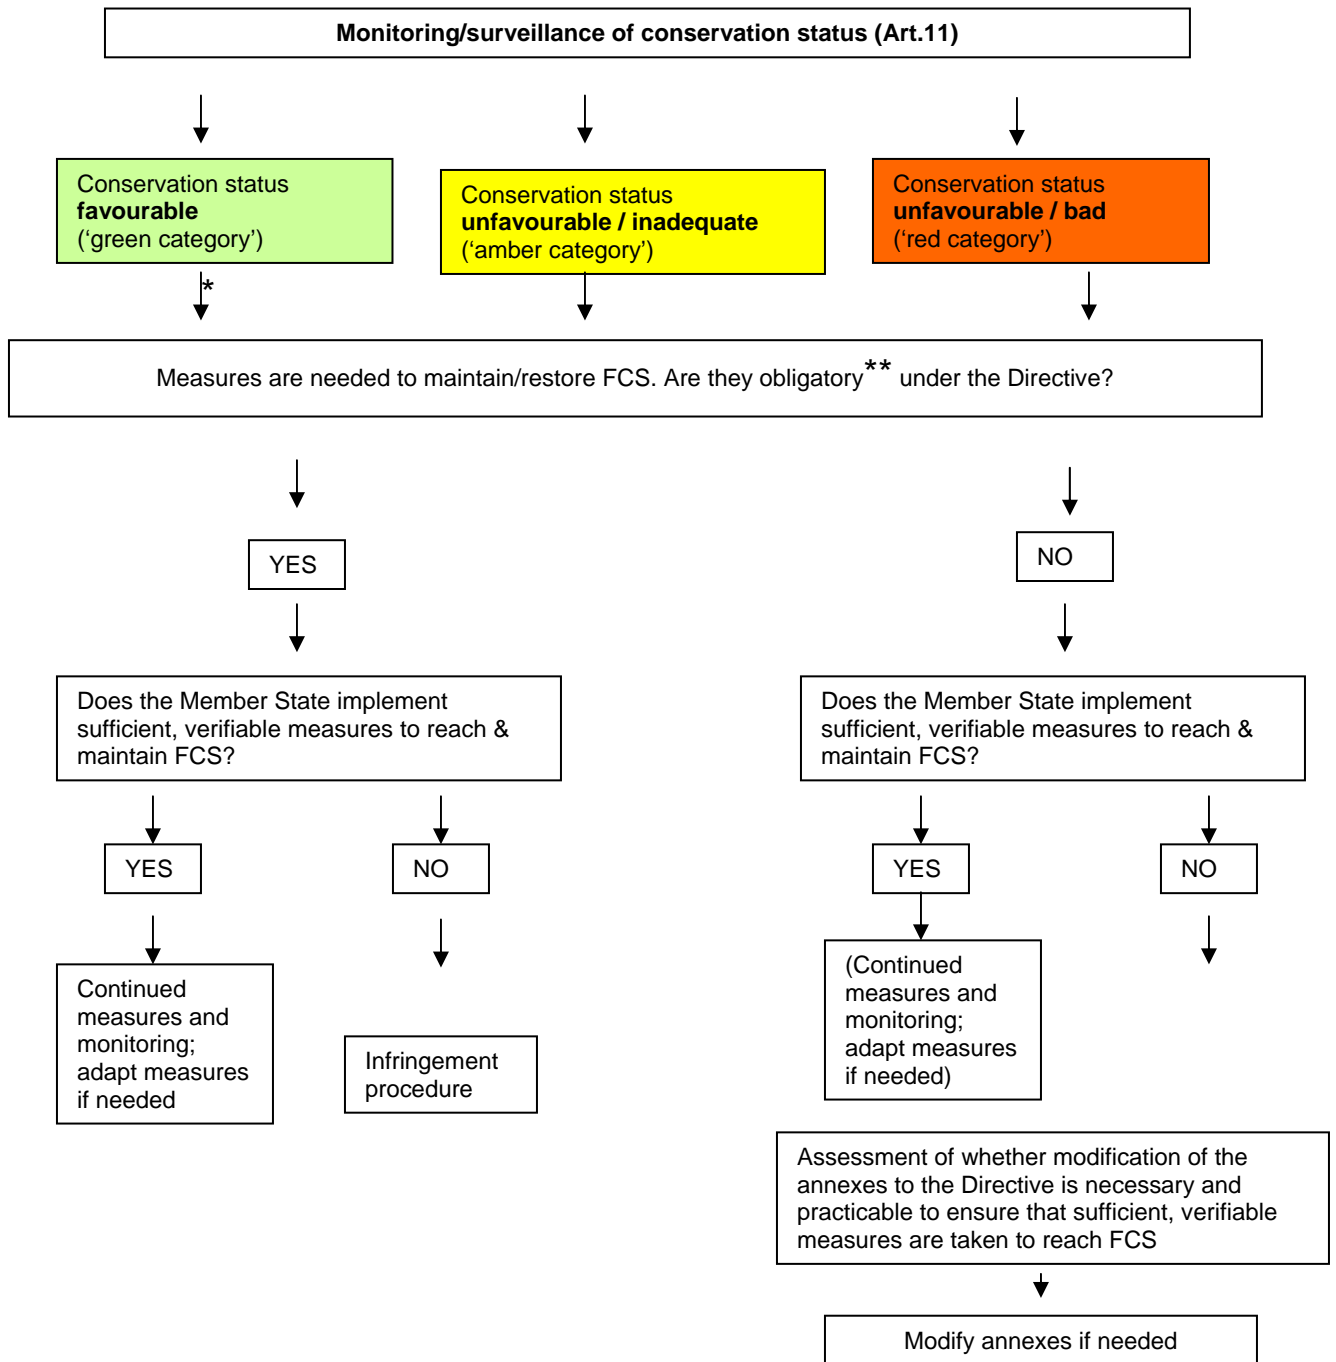 Monitoring/surveillance of conservation status (Art.11)
Conservation status
favourable
(‘green category’)
Conservation status
unfavourable / inadequate
(‘amber category’)
Conservation status
unfavourable / bad
(‘red category’)
*
Measures are needed to maintain/restore FCS. Are they obligatory** under the Directive?
YES
NO
Does the Member State implement
sufficient, verifiable measures to reach &
maintain FCS?
Does the Member State implement
sufficient, verifiable measures to reach &
maintain FCS?
YES
NO
YES
NO
Continued
measures and
monitoring;
adapt measures
if needed
Infringement
procedure
(Continued
measures and
monitoring;
adapt measures
if needed)
Assessment of whether modification of the
annexes to the Directive is necessary and
practicable to ensure that sufficient, verifiable
measures are taken to reach FCS
Modify annexes if needed